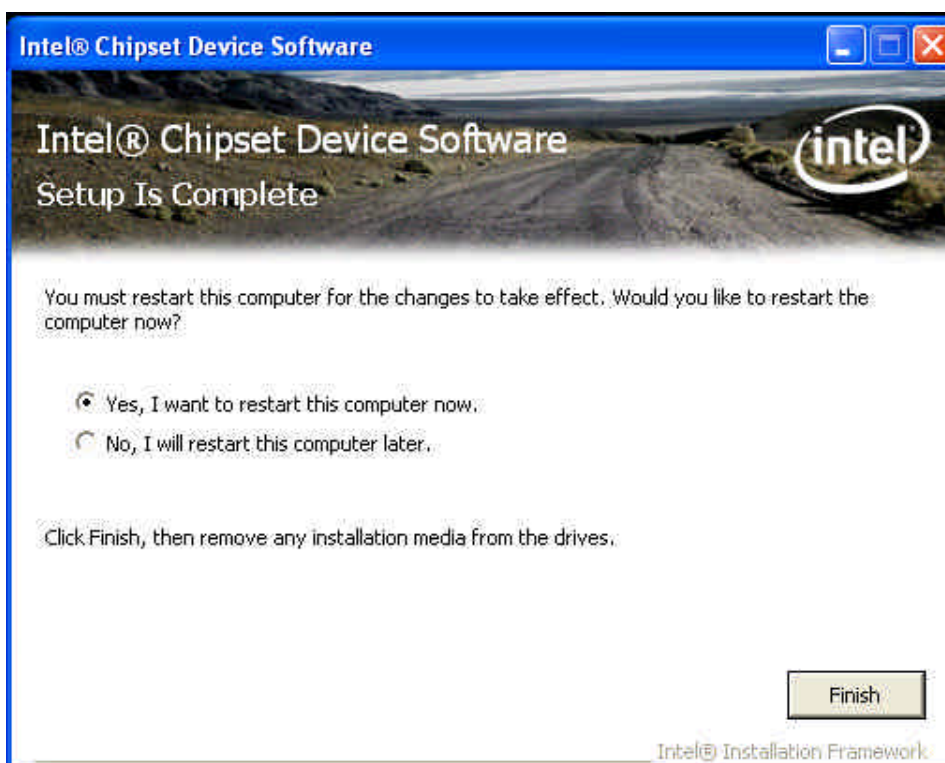 Intel® Chipset Device Software
Intel® Chipset Device Software
intel
Setup Is Complete
You must restart this computer for the changes to take effect. Would you like to restart the
computer now?
Yes, I want to restart this computer now.
No, I will restart this computer later.
Click Finish, then remove any installation media from the drives.
Finish
Intel® Installation Framework